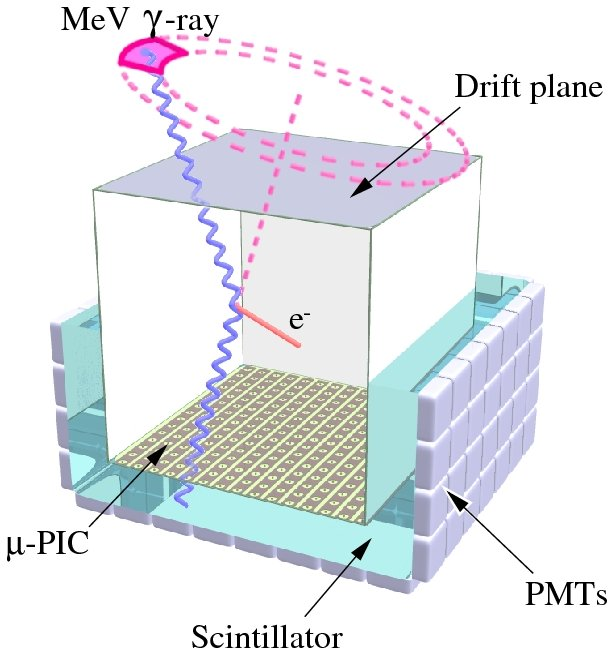 MeV γ-ray
Drift plane
e-
μ-PIC
PMTs
Scintillator